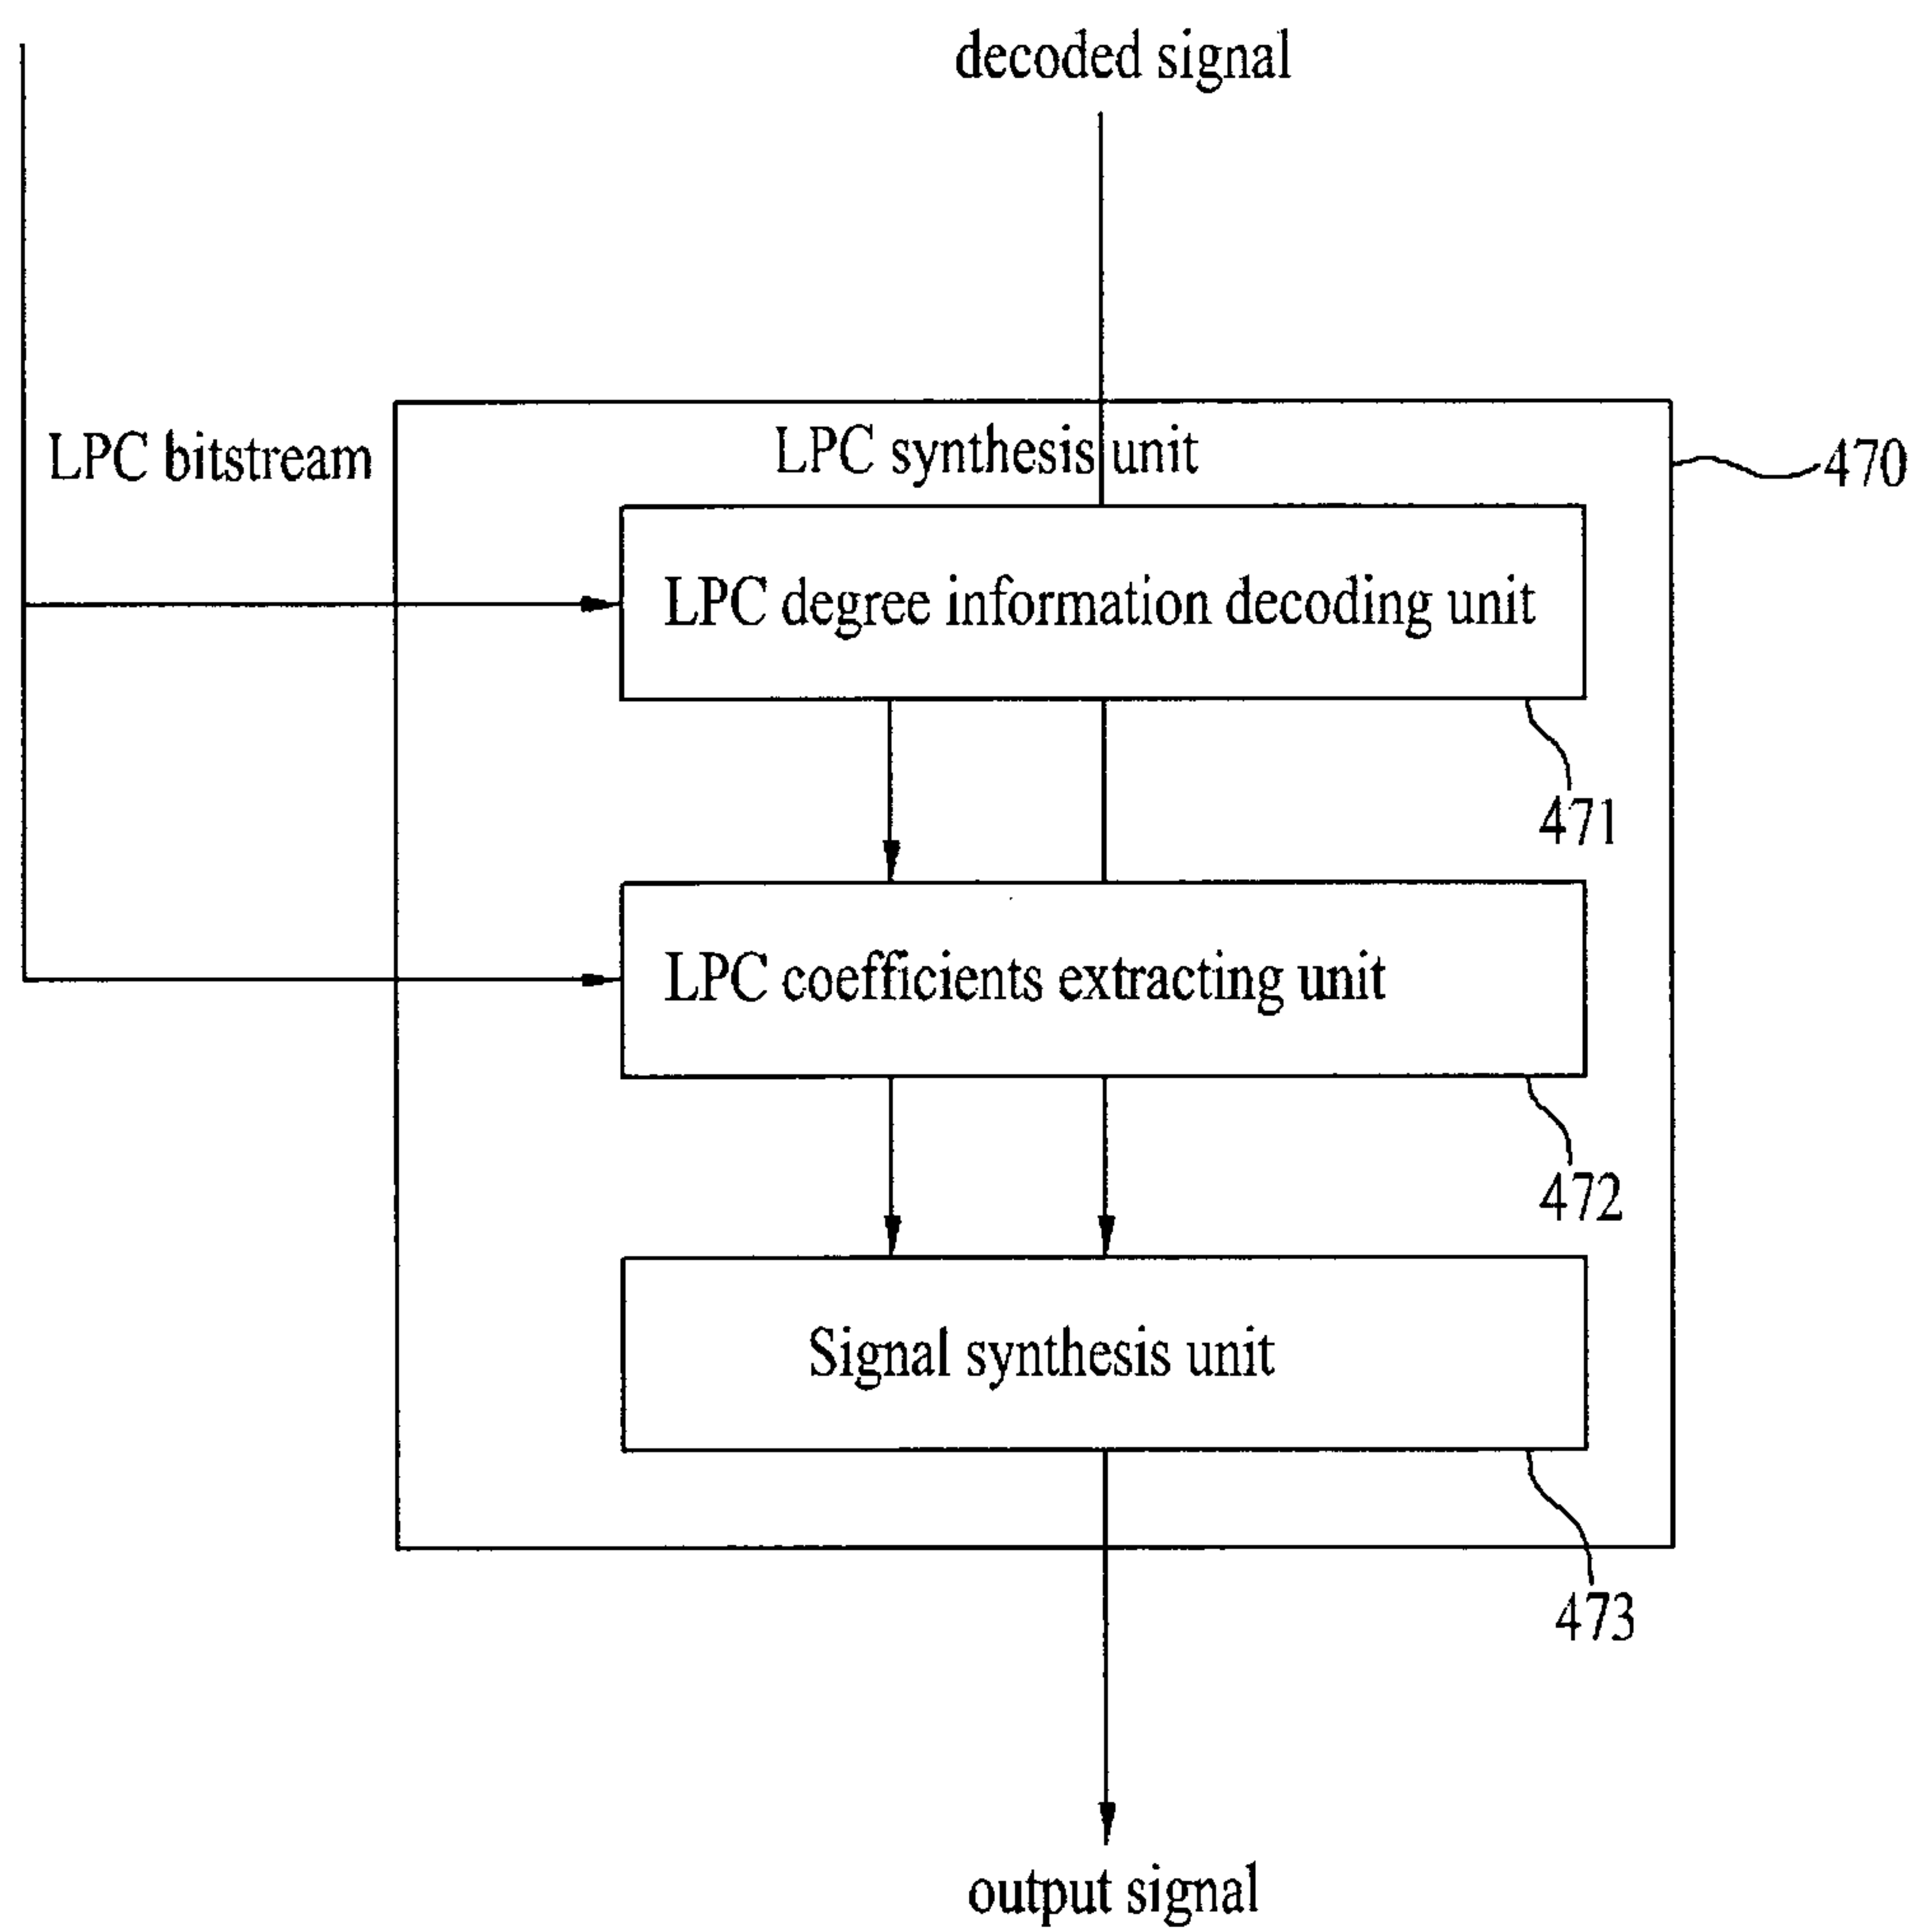 decoded signal
LPC bitstream
LPC synthesis unit
470
LPC degree information decoding unit
471
LPC coefficients extracting unit
472
Signal synthesis unit
473
output signal